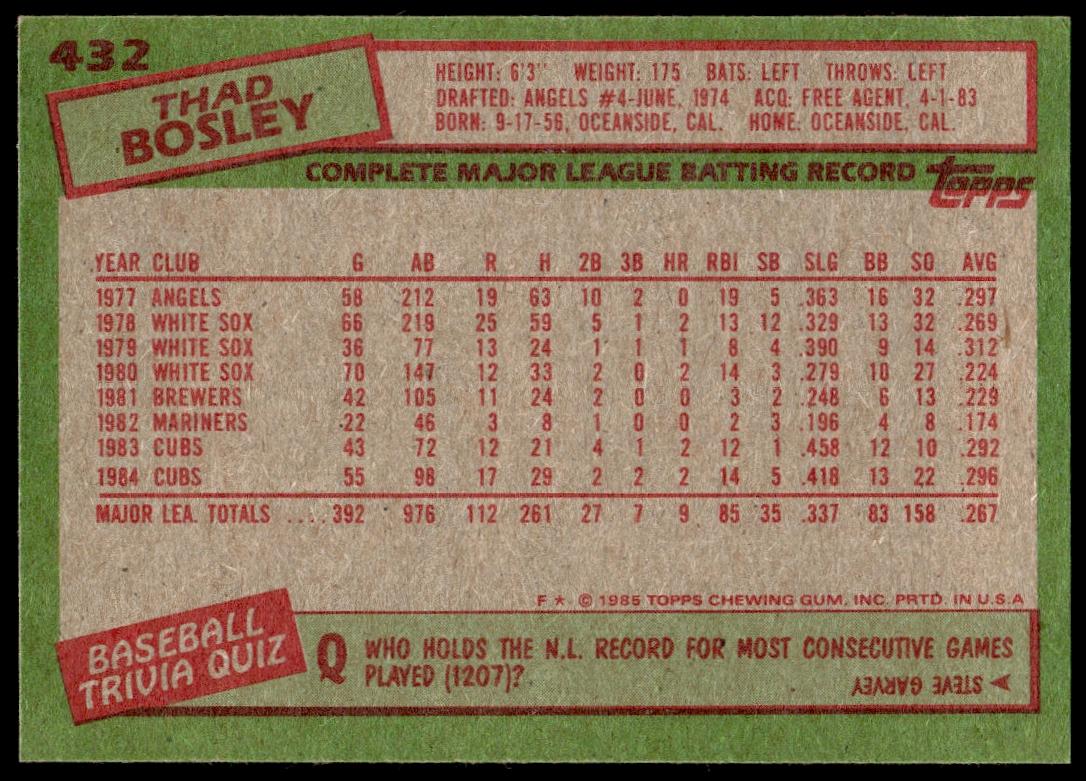 432
THAD
BOSLEY
HEIGHT: 6'3" WEIGHT: 175 BATS: LEFT THROWS: LEFT
DRAFTED: ANGELS #4-JUNE, 1974 ACQ: FREE AGENT, 4-1-83
BORN: 9-17-56, OCEANSIDE, CAL. HOME: OCEANSIDE, CAL.
COMPLETE MAJOR LEAGUE BATTING RECORD topps
YEAR CLUB G AB R H 2B 3B HR RBI SB SLG BB SO AVG
1977 ANGELS 58 212 19 63 10 2 0 19 5 .363 16 32 .297
1978 WHITE SOX 66 219 25 59 5 1 2 13 12 .329 13 32 .269
1979 WHITE SOX 36 77 13 24 1 1 1 8 4 .390 9 14 .312
1980 WHITE SOX 70 147 12 33 2 0 2 14 3 .279 10 27 .224
1981 BREWERS 42 105 11 24 2 0 0 3 2 .248 6 13 .229
1982 MARINERS 22 46 3 8 1 0 0 2 3 .196 4 8 .174
1983 CUBS 43 72 12 21 4 1 2 12 1 .458 12 10 .292
1984 CUBS 55 98 17 29 2 2 2 14 5 .418 13 22 .296
MAJOR LEA. TOTALS .... 392 976 112 261 27 7 9 85 35 .337 83 158 .267
F ★ © 1985 TOPPS CHEWING GUM, INC. PRTD. IN U.S.A
BASEBALL
TRIVIA QUIZ
Q WHO HOLDS THE N.L. RECORD FOR MOST CONSECUTIVE GAMES
PLAYED (1207)?
STEVE GARVEY